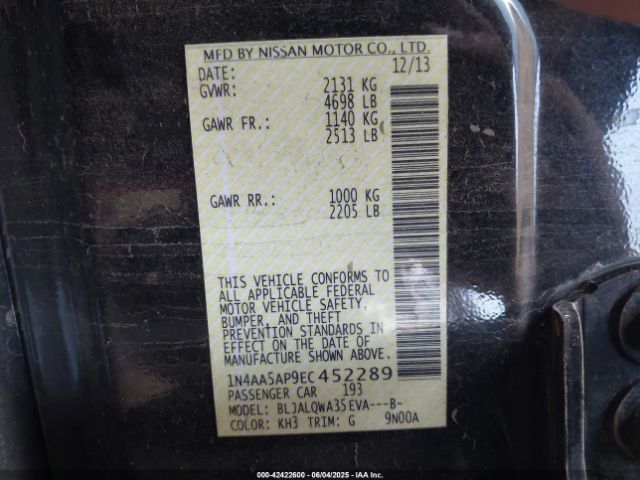 MFD BY NISSAN MOTOR CO., LTD.
DATE: 12/13
GVWR: 2131 KG
4698 LB
GAWR FR.: 1140 KG
2513 LB
GAWR RR.: 1000 KG
2205 LB
THIS VEHICLE CONFORMS TO
ALL APPLICABLE FEDERAL
MOTOR VEHICLE SAFETY,
BUMPER, AND THEFT
PREVENTION STANDARDS IN
EFFECT ON THE DATE OF
MANUFACTURE SHOWN ABOVE.
1N4AA5AP9EC452289
PASSENGER CAR 193
MODEL: BLJALQWA35EVA---B-
COLOR: KH3 TRIM: G 9N00A
000-42422600 - 06/04/2025 - IAA Inc.